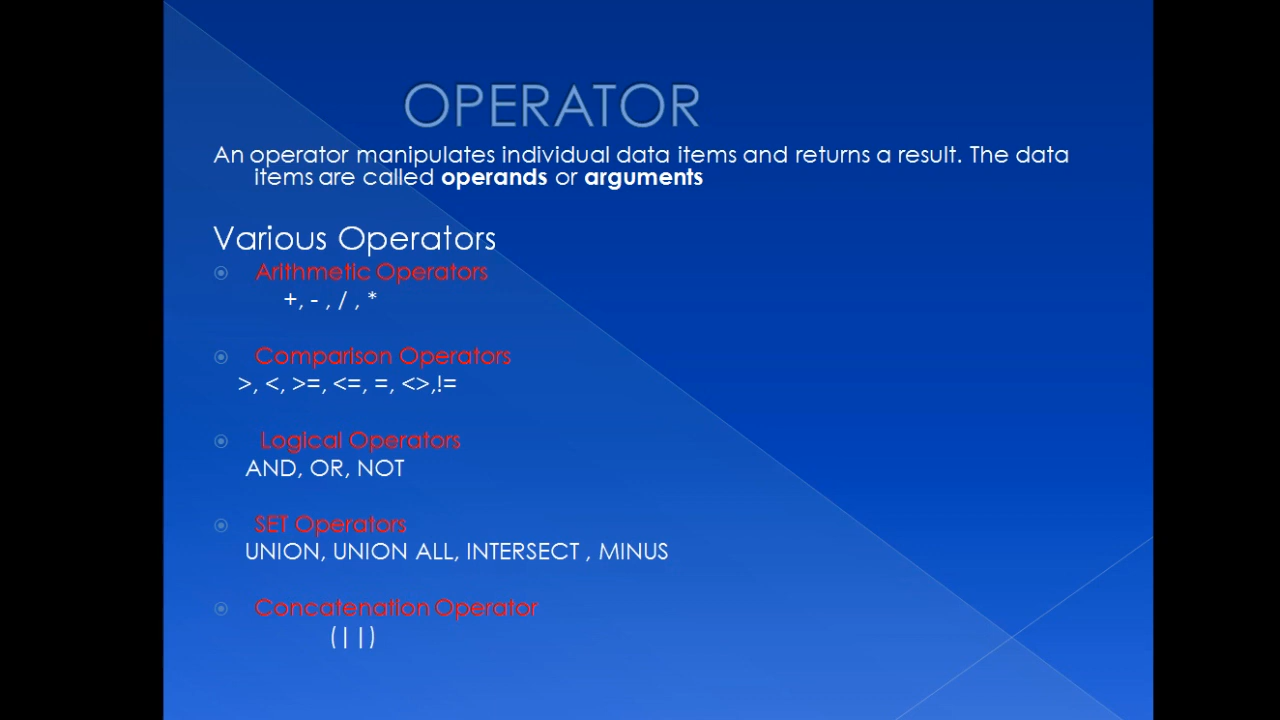 OPERATOR
An operator manipulates individual data items and returns a result. The data
items are called operands or arguments
Various Operators
Arithmetic Operators
+, - , / , *
Comparison Operators
>, <, >=, <=, =, <>,!=
Logical Operators
AND, OR, NOT
SET Operators
UNION, UNION ALL, INTERSECT , MINUS
Concatenation Operator
(||)